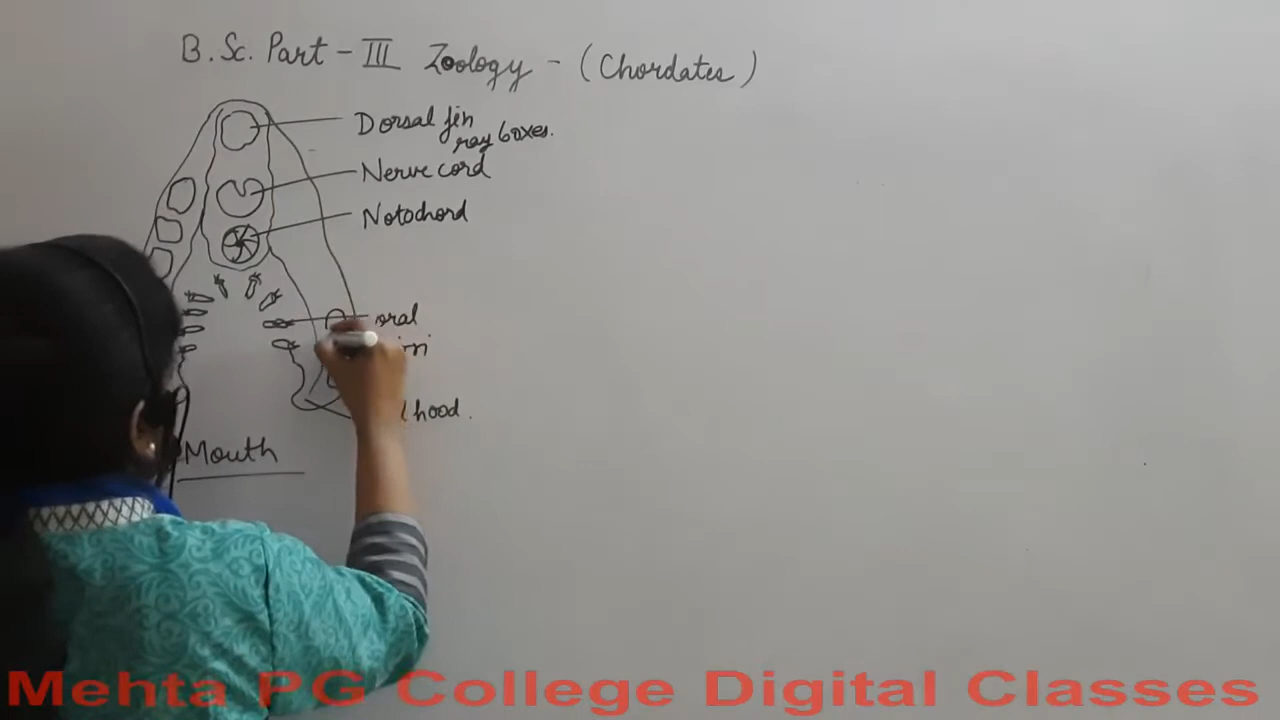 B.Sc. Part - III Zoology - (Chordates)
Dorsal fin
ray boxes.
Nerve cord
Notochord
oral
hood.
Mouth
Mehta PG College Digital Classes